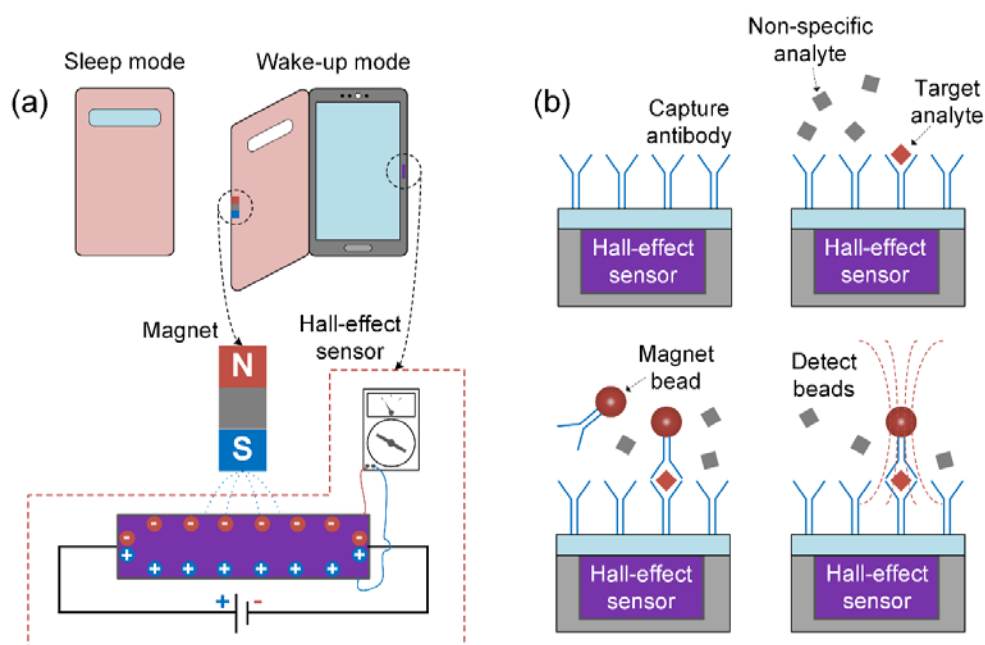 (a)
Sleep mode
Wake-up mode
Magnet
Hall-effect
sensor
N
S
- - - - - - - -
+ + + + + + + +
+ -
(b)
Capture
antibody
Non-specific
analyte
Target
analyte
Hall-effect
sensor
Hall-effect
sensor
Magnet
bead
Detect
beads
Hall-effect
sensor
Hall-effect
sensor